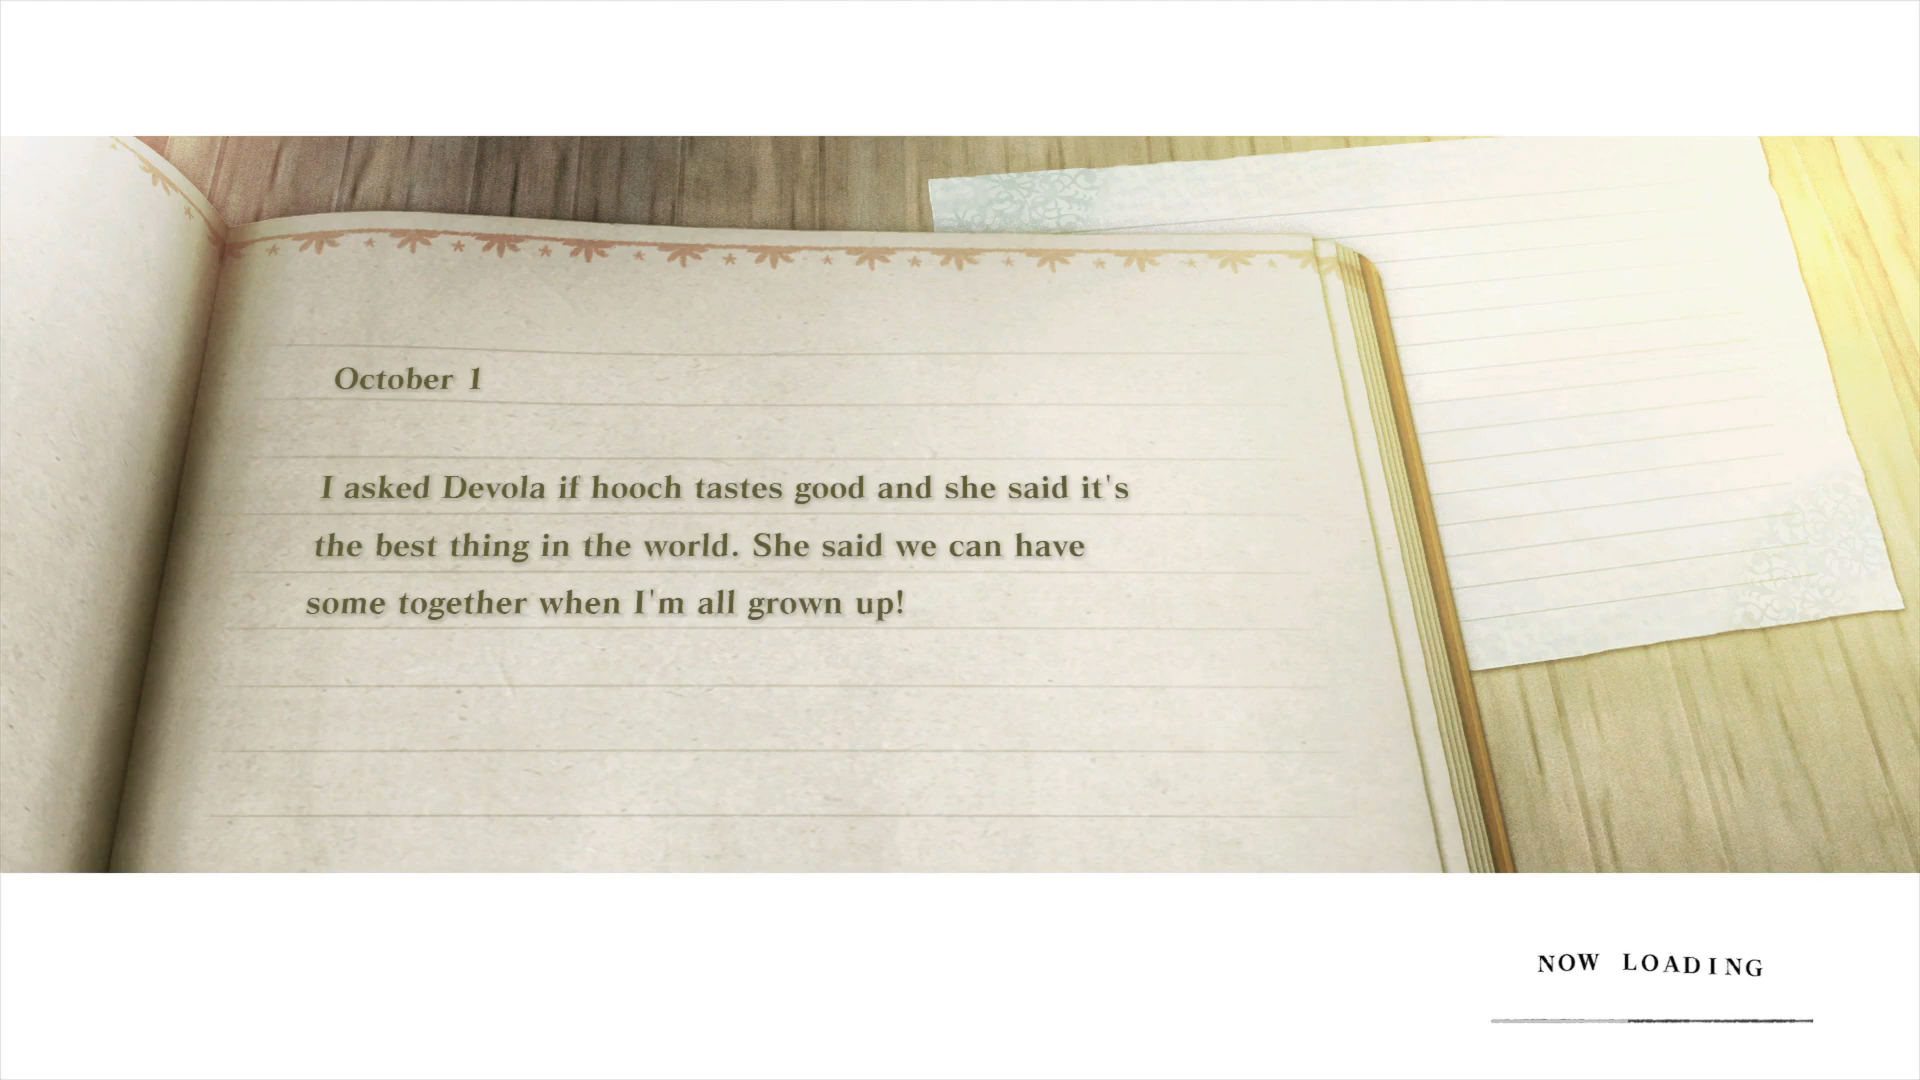 October 1
I asked Devola if hooch tastes good and she said it's
the best thing in the world. She said we can have
some together when I'm all grown up!
NOW LOADING